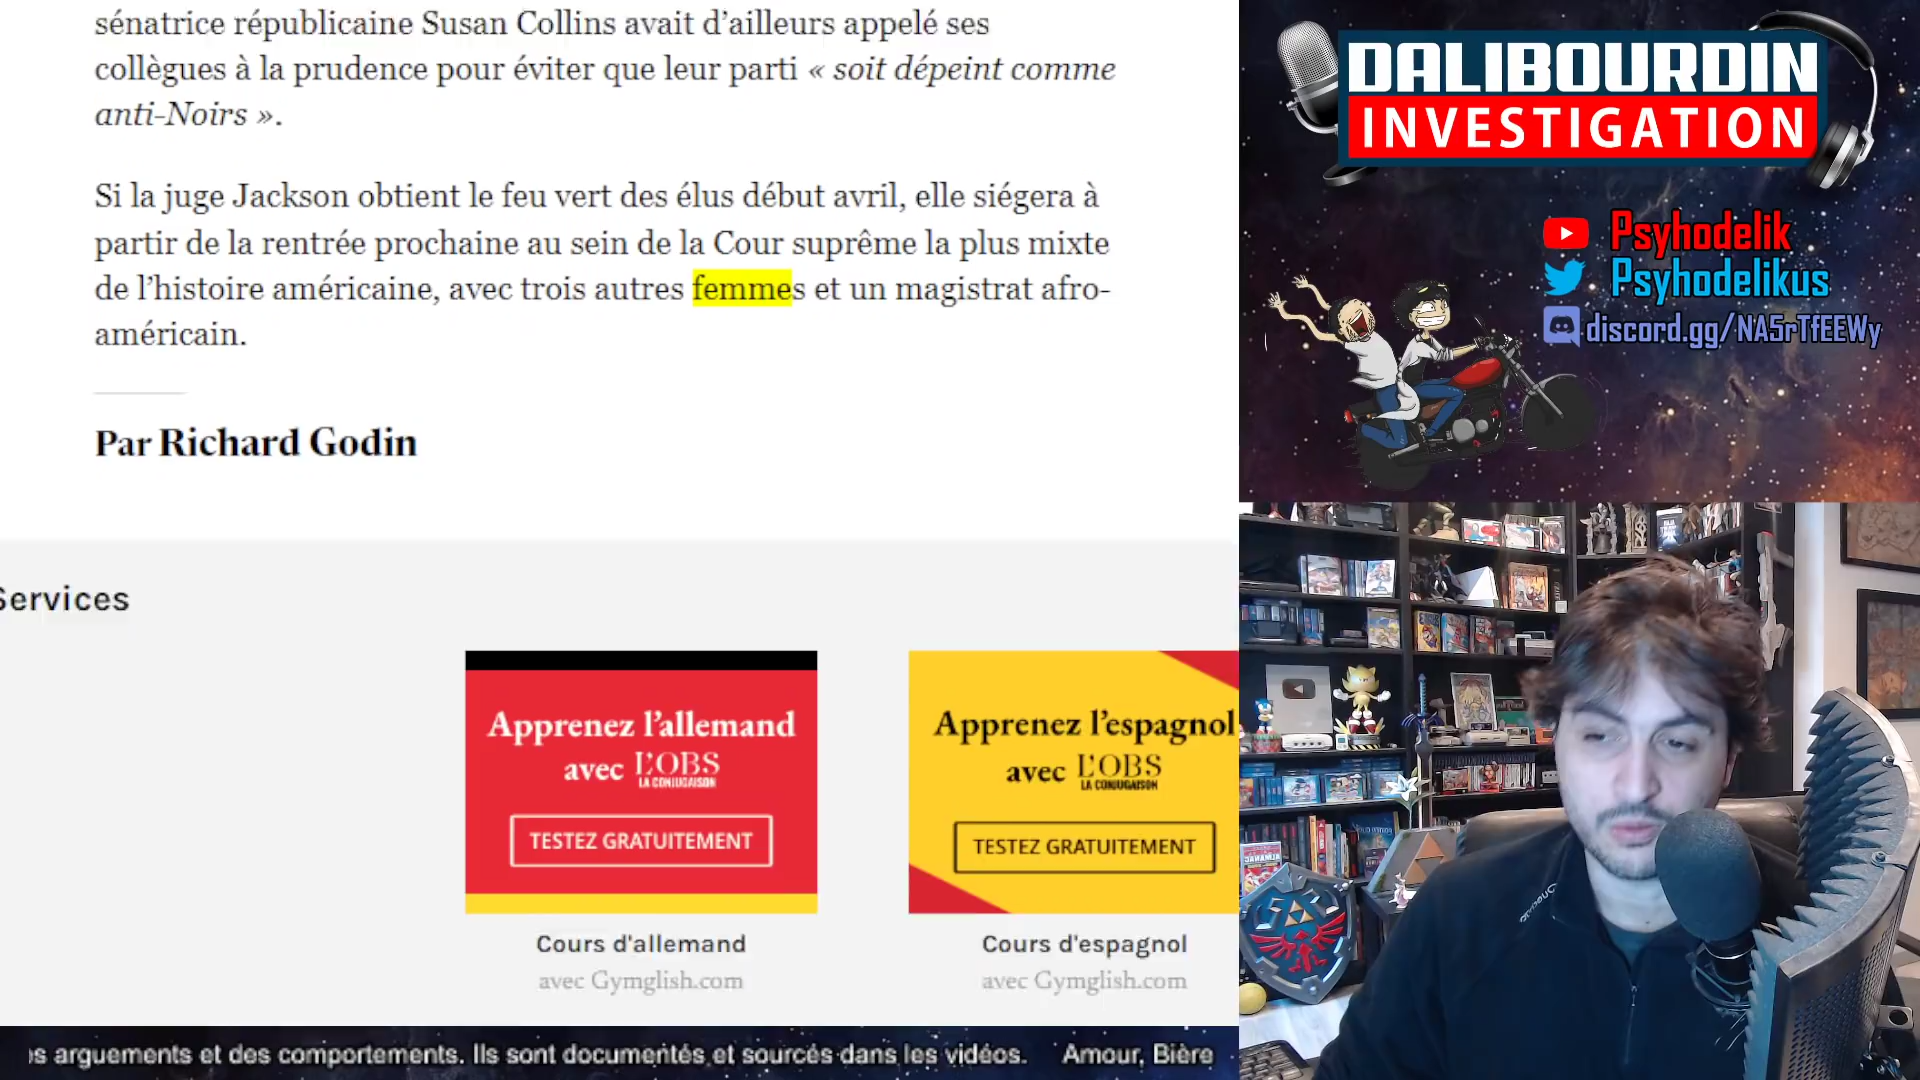 sénatrice républicaine Susan Collins avait d'ailleurs appelé ses
collègues à la prudence pour éviter que leur parti « soit dépeint comme
anti-Noirs ».
Si la juge Jackson obtient le feu vert des élus début avril, elle siégera à
partir de la rentrée prochaine au sein de la Cour suprême la plus mixte
de l'histoire américaine, avec trois autres femmes et un magistrat afro-
américain.
Par Richard Godin
Services
Apprenez l'allemand
avec L'OBS
LA CONJUGAISON
TESTEZ GRATUITEMENT
Cours d'allemand
avec Gymglish.com
Apprenez l'espagnol
avec L'OBS
LA CONJUGAISON
TESTEZ GRATUITEMENT
Cours d'espagnol
avec Gymglish.com
DALIBOURDIN
INVESTIGATION
Psyhodelik
Psyhodelikus
discord.gg/NA5rTfEEWy
s arguements et des comportements. Ils sont documentés et sourcés dans les vidéos. Amour, Bière